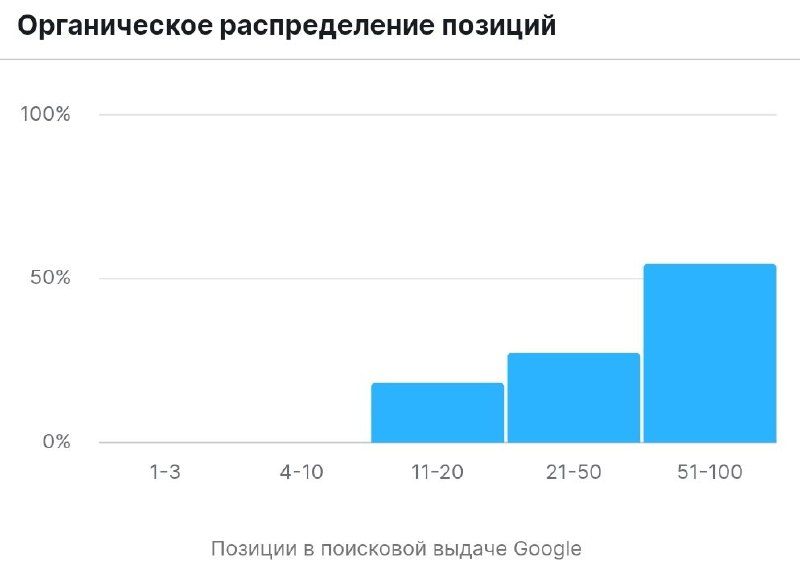 Органическое распределение позиций
100%
50%
0%
1-3 4-10 11-20 21-50 51-100
Позиции в поисковой выдаче Google